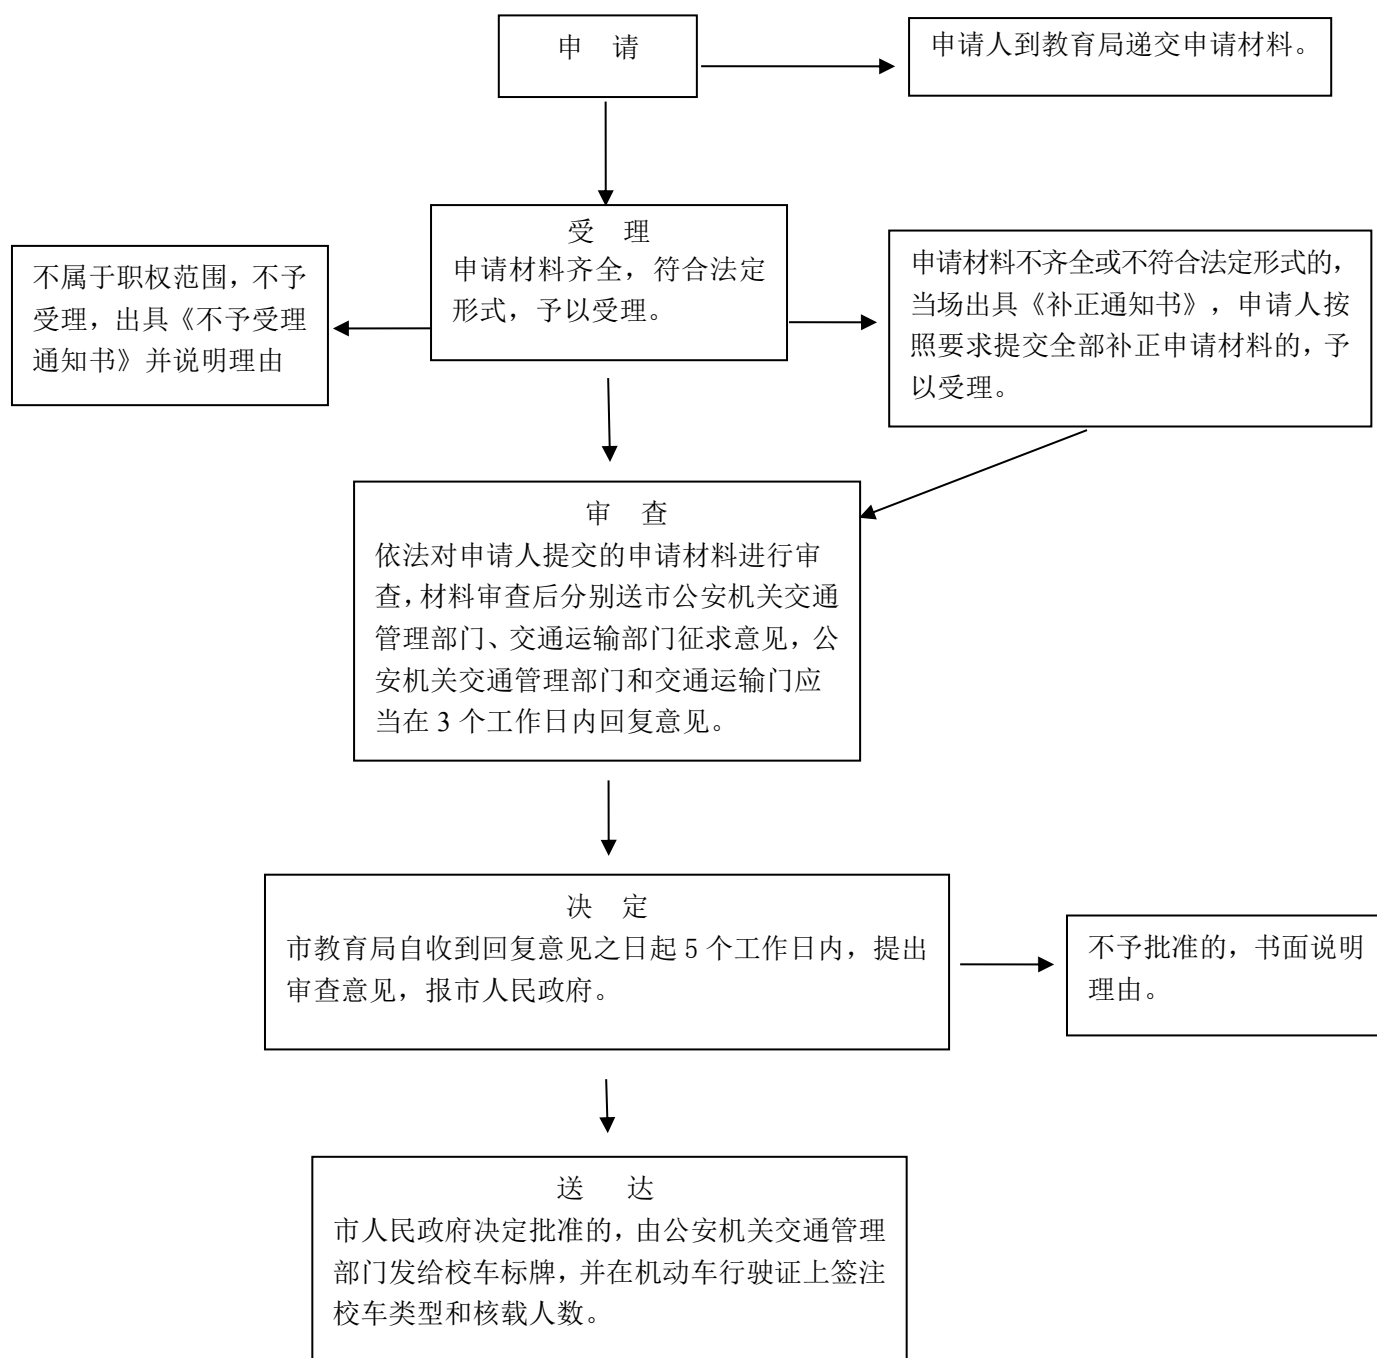 申 请
申请人到教育局递交申请材料。
受 理
申请材料齐全，符合法定
形式，予以受理。
不属于职权范围，不予
受理，出具《不予受理
通知书》并说明理由
申请材料不齐全或不符合法定形式的，
当场出具《补正通知书》，申请人按
照要求提交全部补正申请材料的，予
以受理。
审 查
依法对申请人提交的申请材料进行审
查，材料审查后分别送市公安机关交通
管理部门、交通运输部门征求意见，公
安机关交通管理部门和交通运输门应
当在 3 个工作日内回复意见。
决 定
市教育局自收到回复意见之日起 5 个工作日内，提出
审查意见，报市人民政府。
不予批准的，书面说明
理由。
送 达
市人民政府决定批准的，由公安机关交通管理
部门发给校车标牌，并在机动车行驶证上签注
校车类型和核载人数。